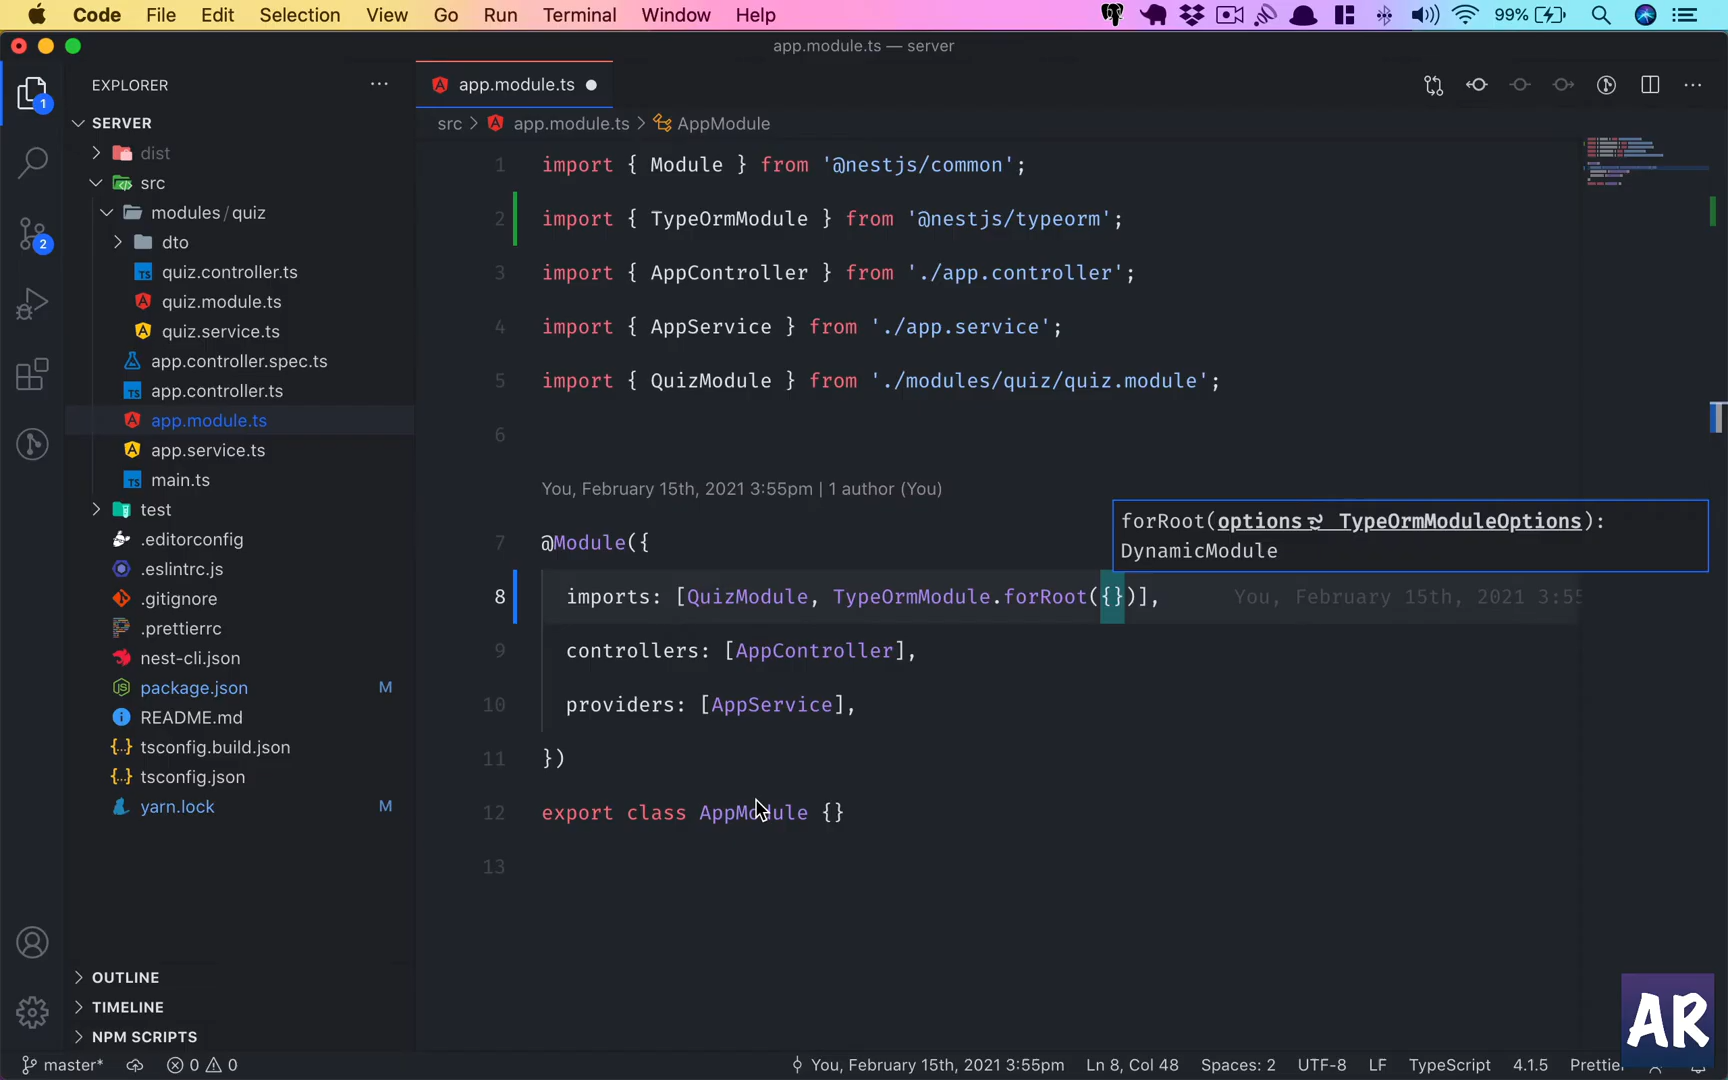 Code File Edit Selection View Go Run Terminal Window Help 99%
app.module.ts — server
EXPLORER
app.module.ts
1
src > app.module.ts > AppModule
SERVER
dist
src
modules / quiz
dto
quiz.controller.ts
quiz.module.ts
quiz.service.ts
app.controller.spec.ts
app.controller.ts
app.module.ts
app.service.ts
main.ts
test
.editorconfig
.eslintrc.js
.gitignore
.prettierrc
nest-cli.json
package.json M
README.md
tsconfig.build.json
tsconfig.json
yarn.lock M
2
OUTLINE
TIMELINE
NPM SCRIPTS
1 import { Module } from '@nestjs/common';
2 import { TypeOrmModule } from '@nestjs/typeorm';
3 import { AppController } from './app.controller';
4 import { AppService } from './app.service';
5 import { QuizModule } from './modules/quiz/quiz.module';
6
You, February 15th, 2021 3:55pm | 1 author (You)
forRoot(options?: TypeOrmModuleOptions):
DynamicModule
7 @Module({
8 imports: [QuizModule, TypeOrmModule.forRoot({})], You, February 15th, 2021 3:55
9 controllers: [AppController],
10 providers: [AppService],
11 })
12 export class AppModule {}
13
AR
master* 0 0 You, February 15th, 2021 3:55pm Ln 8, Col 48 Spaces: 2 UTF-8 LF TypeScript 4.1.5 Prettier